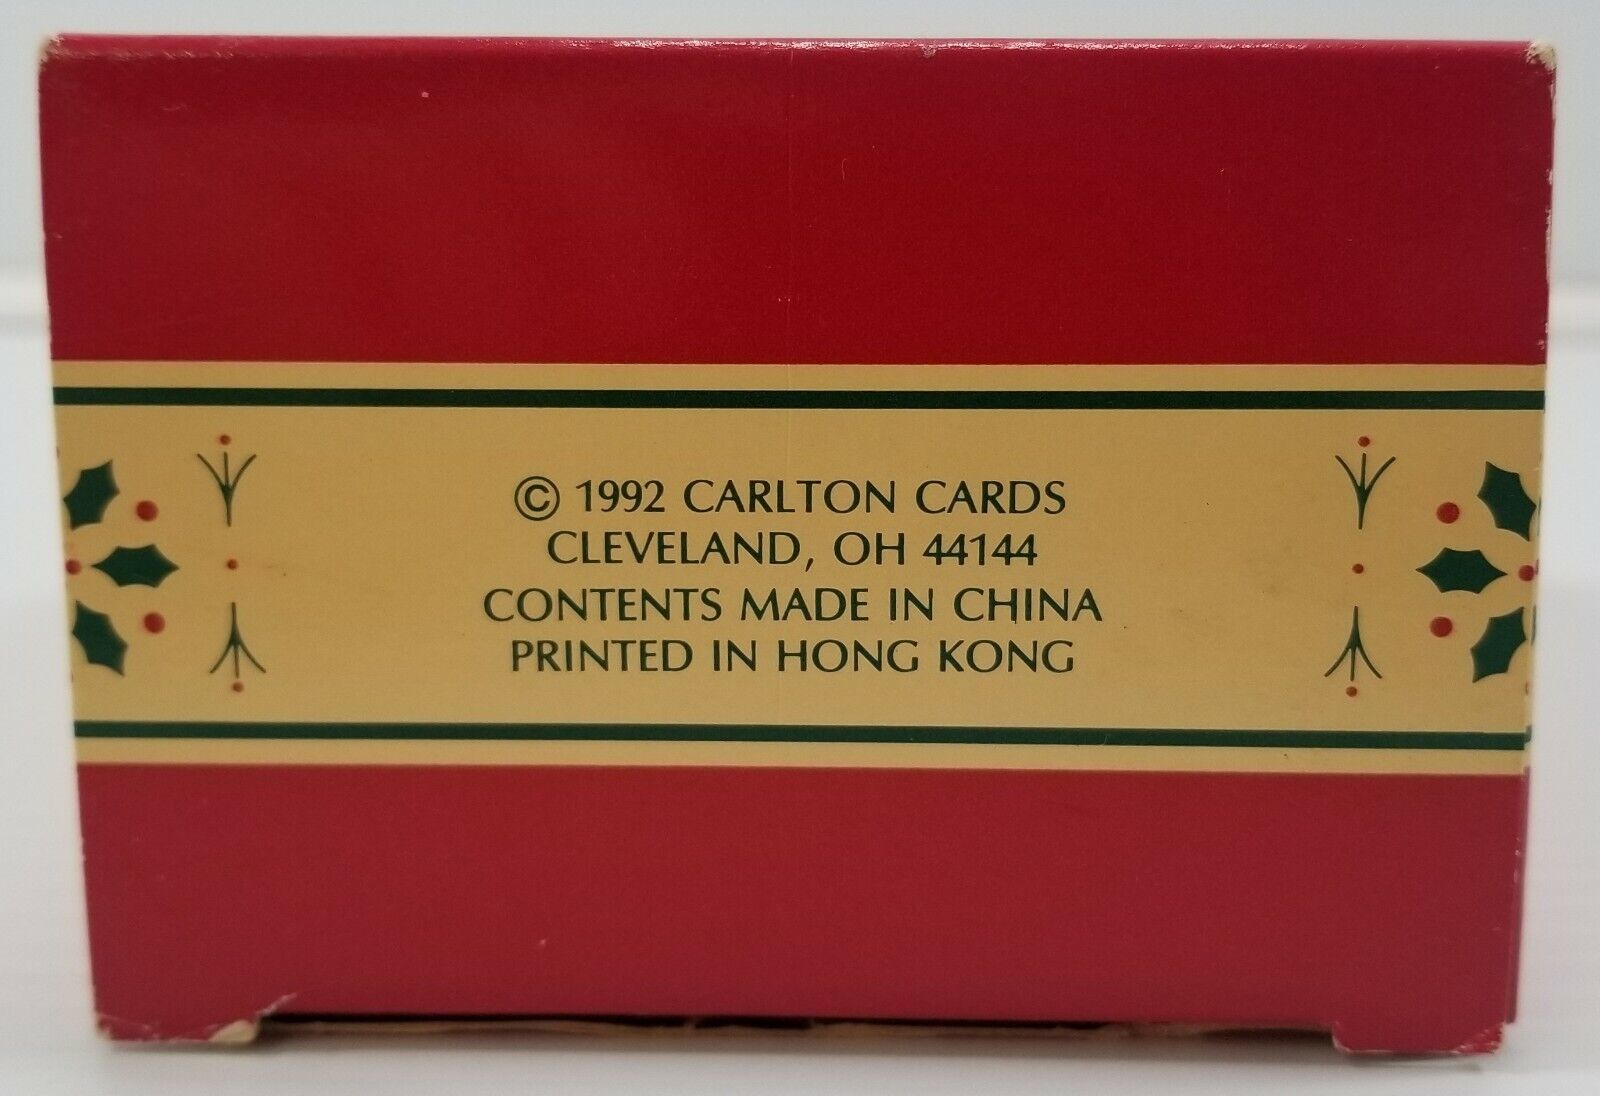 © 1992 CARLTON CARDS
CLEVELAND, OH 44144
CONTENTS MADE IN CHINA
PRINTED IN HONG KONG